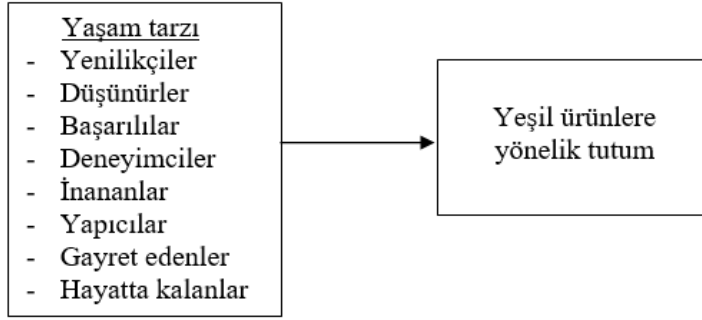 Yaşam tarzı
- Yenilikçiler
- Düşünürler
- Başarılılar
- Deneyimciler
- İnananlar
- Yapıcılar
- Gayret edenler
- Hayatta kalanlar
Yeşil ürünlere
yönelik tutum